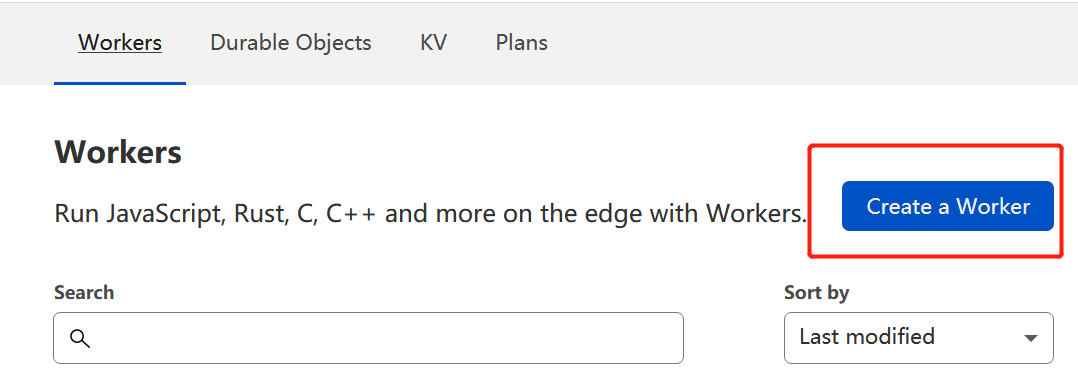 Workers Durable Objects KV Plans
Workers
Run JavaScript, Rust, C, C++ and more on the edge with Workers.
Create a Worker
Search
Sort by
Last modified